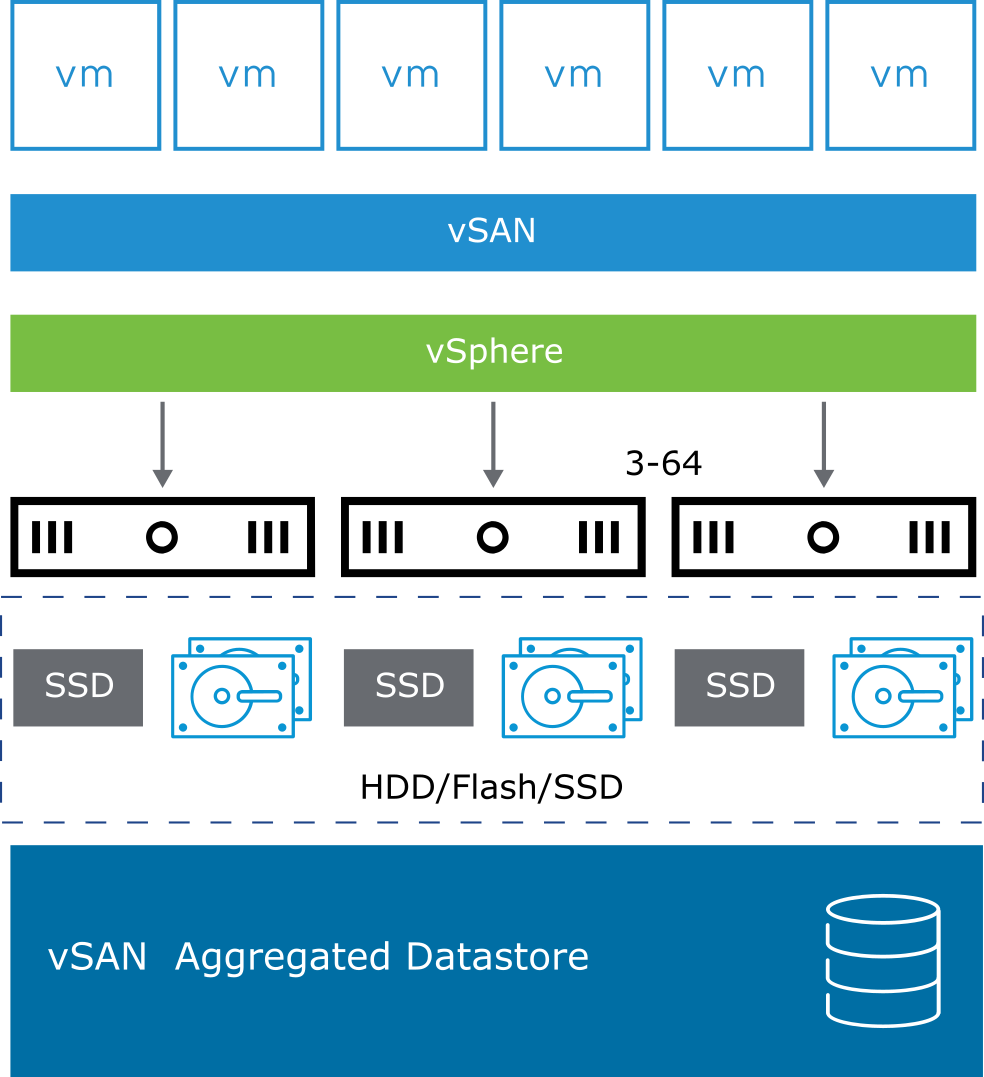 vm vm vm vm vm vm
vSAN
vSphere
3-64
SSD SSD SSD
HDD/Flash/SSD
vSAN Aggregated Datastore